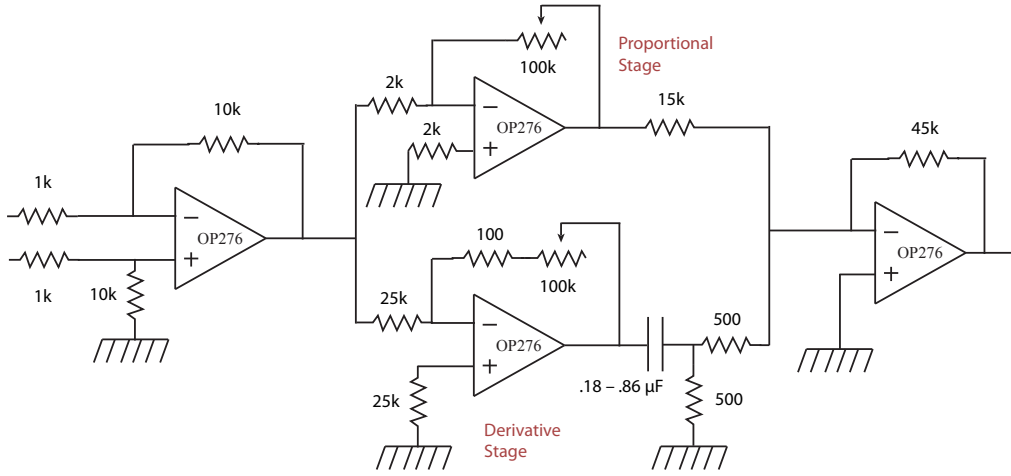 100k
Proportional
Stage
2k
15k
OP276
2k
10k
45k
1k
OP276
OP276
1k
10k
100
100k
25k
500
OP276
25k
.18 – .86 µF
500
Derivative
Stage